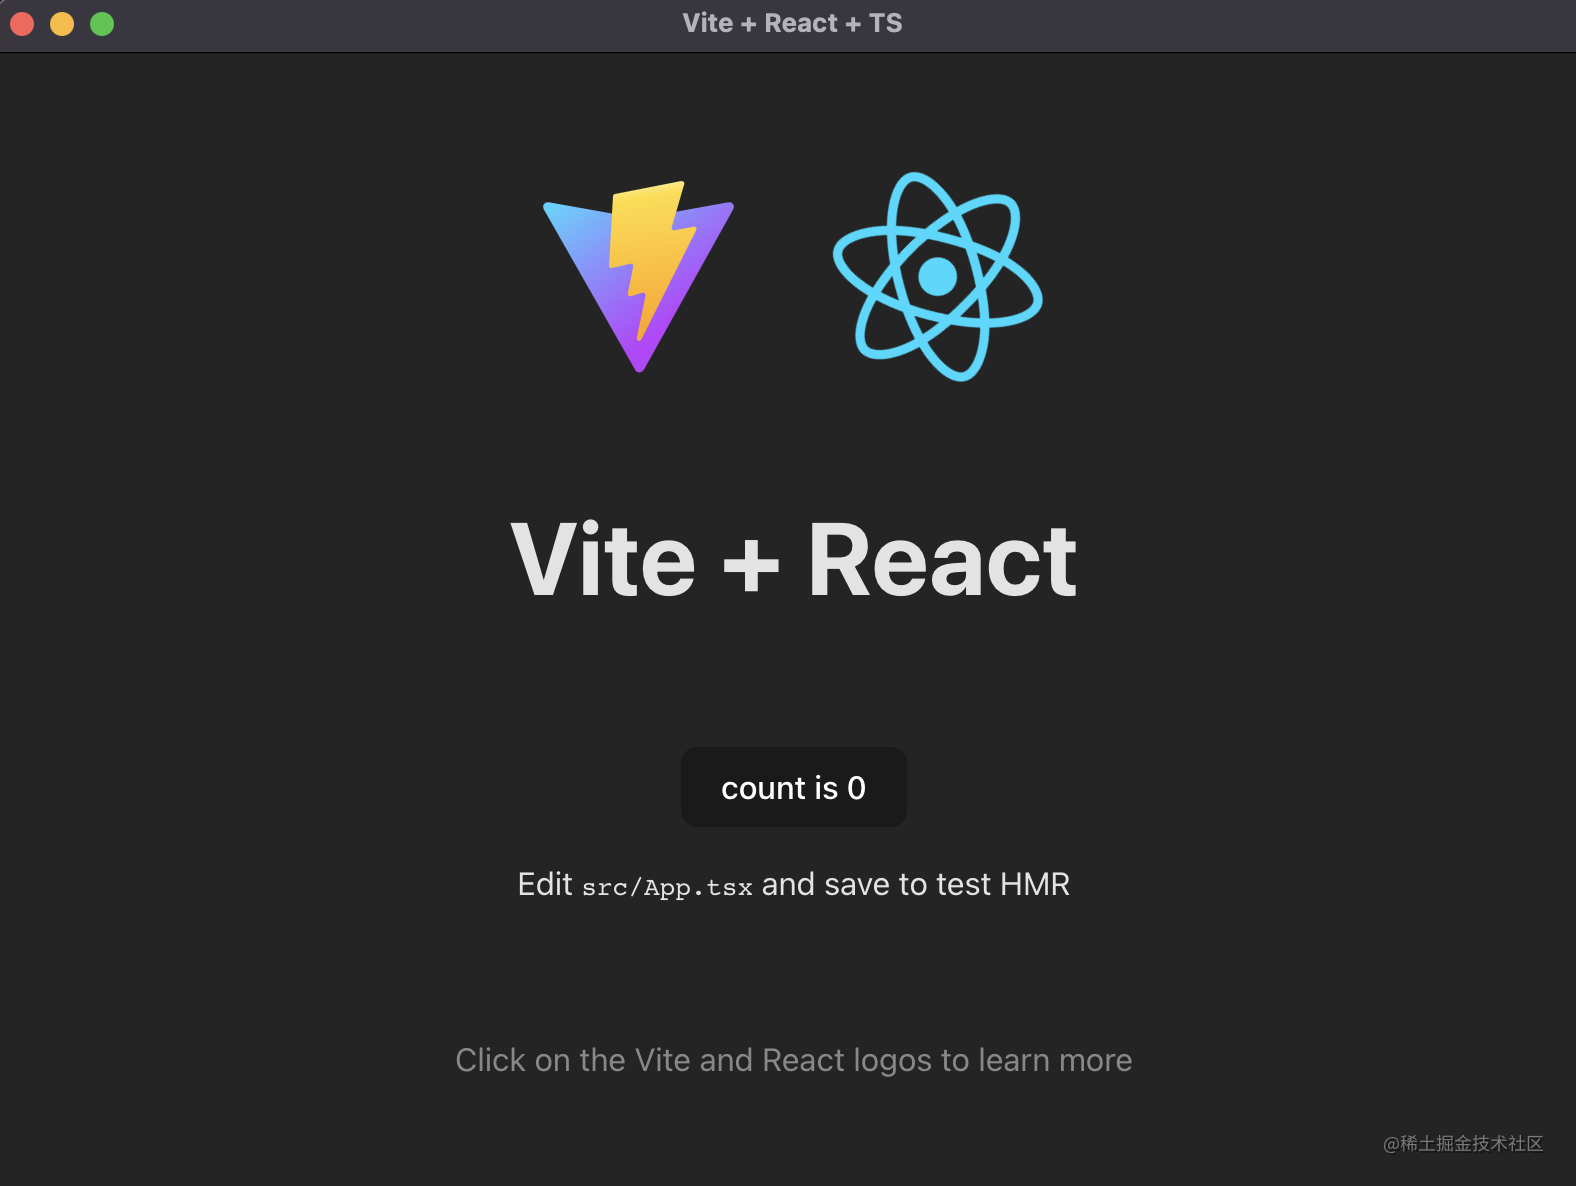 Vite + React + TS
Vite + React
count is 0
Edit src/App.tsx and save to test HMR
Click on the Vite and React logos to learn more
@稀土掘金技术社区